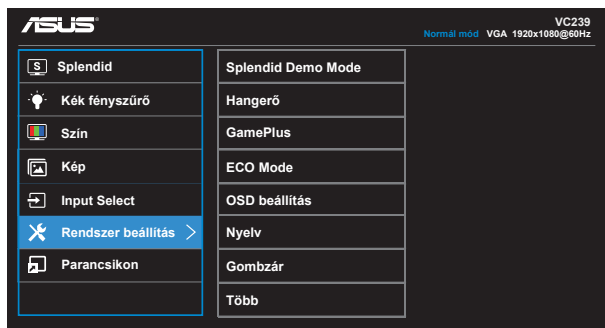 ASUS
VC239
Normál mód VGA 1920x1080@60Hz
S Splendid
Kék fényszűrő
Szín
Kép
Input Select
Rendszer beállítás
Parancsikon
Splendid Demo Mode
Hangerő
GamePlus
ECO Mode
OSD beállítás
Nyelv
Gombzár
Több